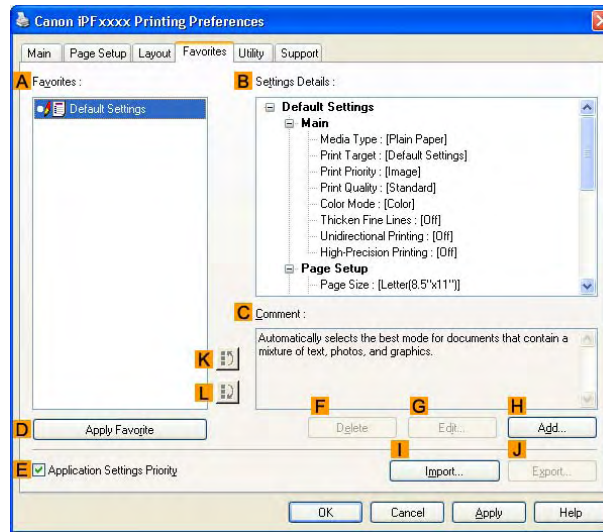 Canon iPFxxxx Printing Preferences
Main Page Setup Layout Favorites Utility Support
A Favorites :
B Settings Details :
Default Settings
Default Settings
Main
Media Type : [Plain Paper]
Print Target : [Default Settings]
Print Priority : [Image]
Print Quality : [Standard]
Color Mode : [Color]
Thicken Fine Lines : [Off]
Unidirectional Printing : [Off]
High-Precision Printing : [Off]
Page Setup
Page Size : [Letter(8.5"x11")]
C Comment :
Automatically selects the best mode for documents that contain a
mixture of text, photos, and graphics.
K
L
F G H
D Apply Favorite Delete Edit... Add...
I J
E Application Settings Priority Import... Export...
OK Cancel Apply Help